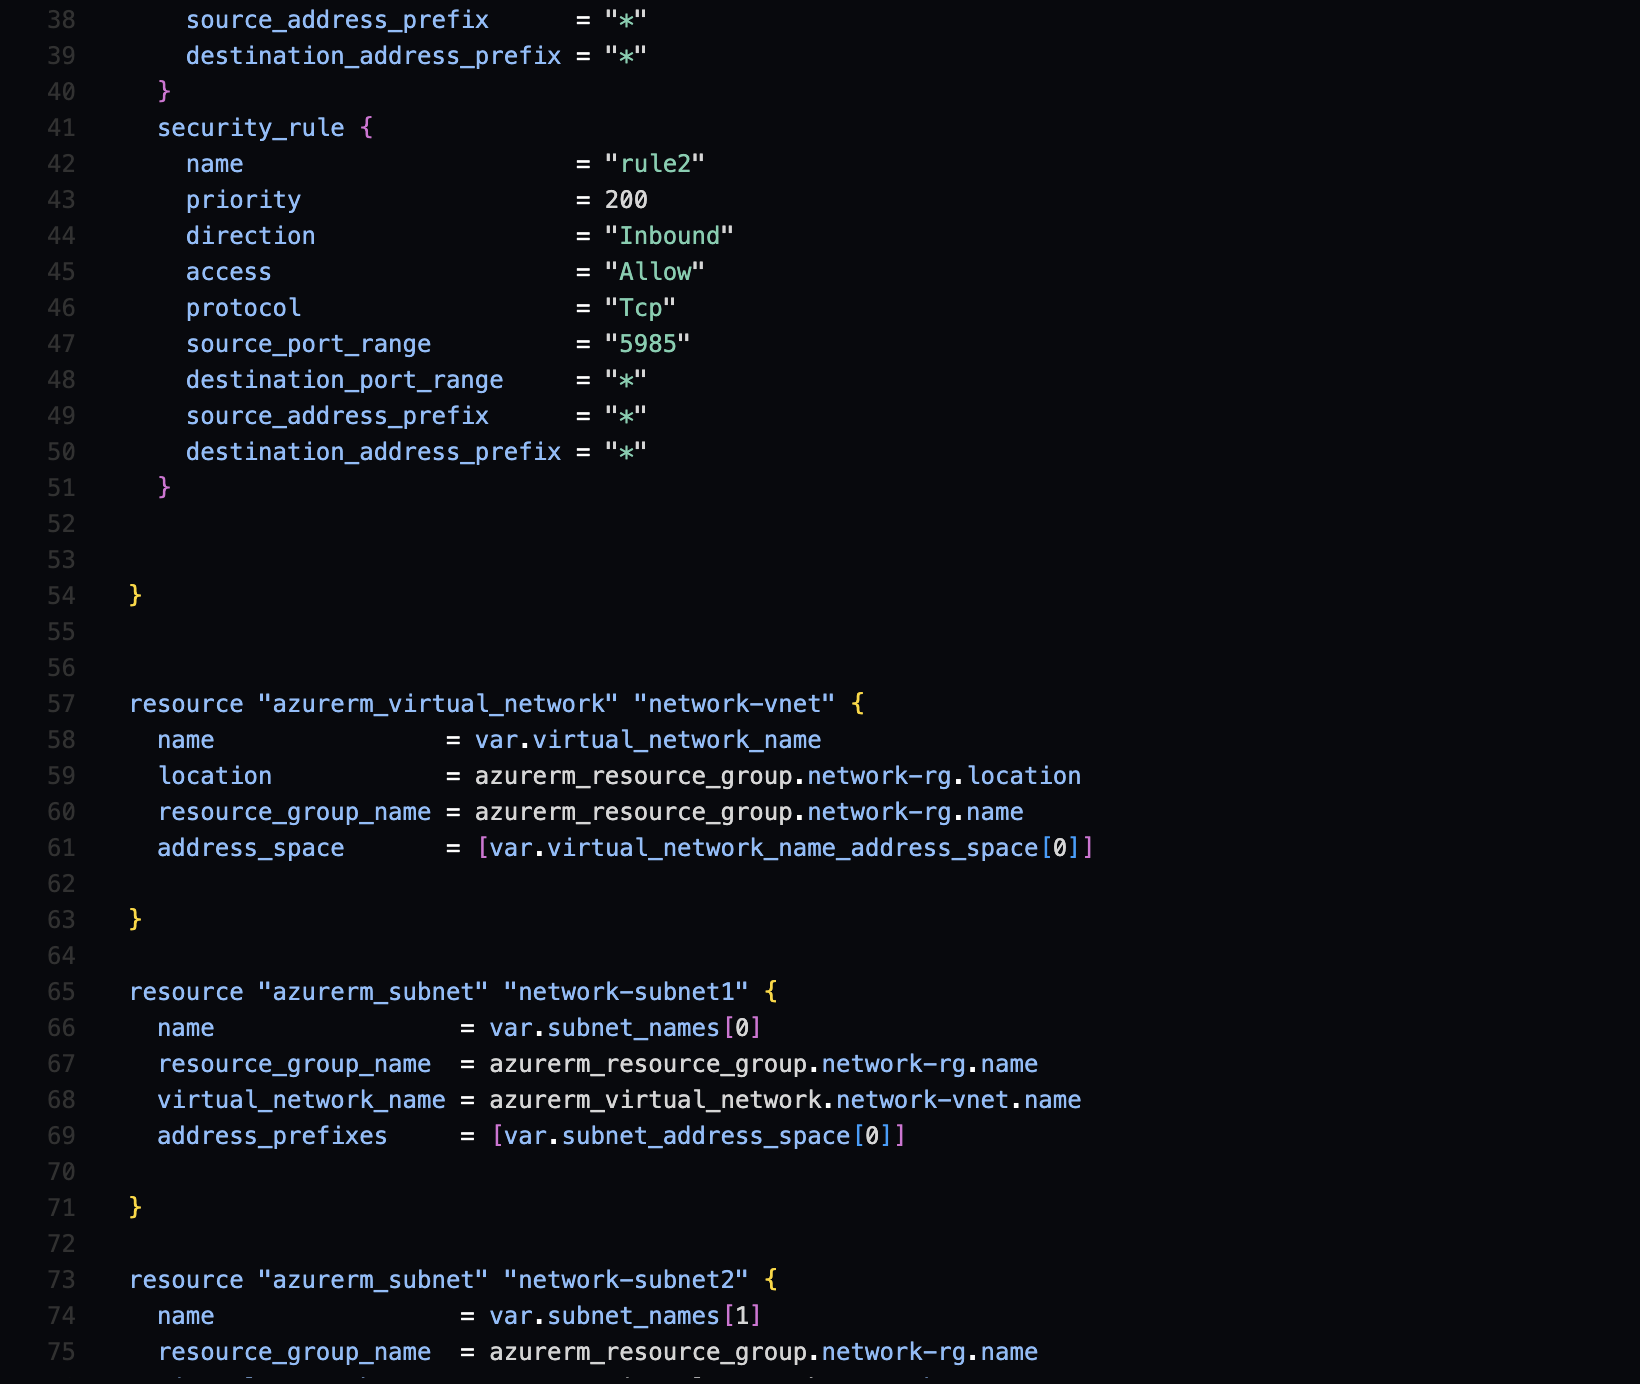 38 source_address_prefix = "*"
39 destination_address_prefix = "*"
40 }
41 security_rule {
42 name = "rule2"
43 priority = 200
44 direction = "Inbound"
45 access = "Allow"
46 protocol = "Tcp"
47 source_port_range = "5985"
48 destination_port_range = "*"
49 source_address_prefix = "*"
50 destination_address_prefix = "*"
51 }
52
53
54 }
55
56
57 resource "azurerm_virtual_network" "network-vnet" {
58 name = var.virtual_network_name
59 location = azurerm_resource_group.network-rg.location
60 resource_group_name = azurerm_resource_group.network-rg.name
61 address_space = [var.virtual_network_name_address_space[0]]
62
63 }
64
65 resource "azurerm_subnet" "network-subnet1" {
66 name = var.subnet_names[0]
67 resource_group_name = azurerm_resource_group.network-rg.name
68 virtual_network_name = azurerm_virtual_network.network-vnet.name
69 address_prefixes = [var.subnet_address_space[0]]
70
71 }
72
73 resource "azurerm_subnet" "network-subnet2" {
74 name = var.subnet_names[1]
75 resource_group_name = azurerm_resource_group.network-rg.name